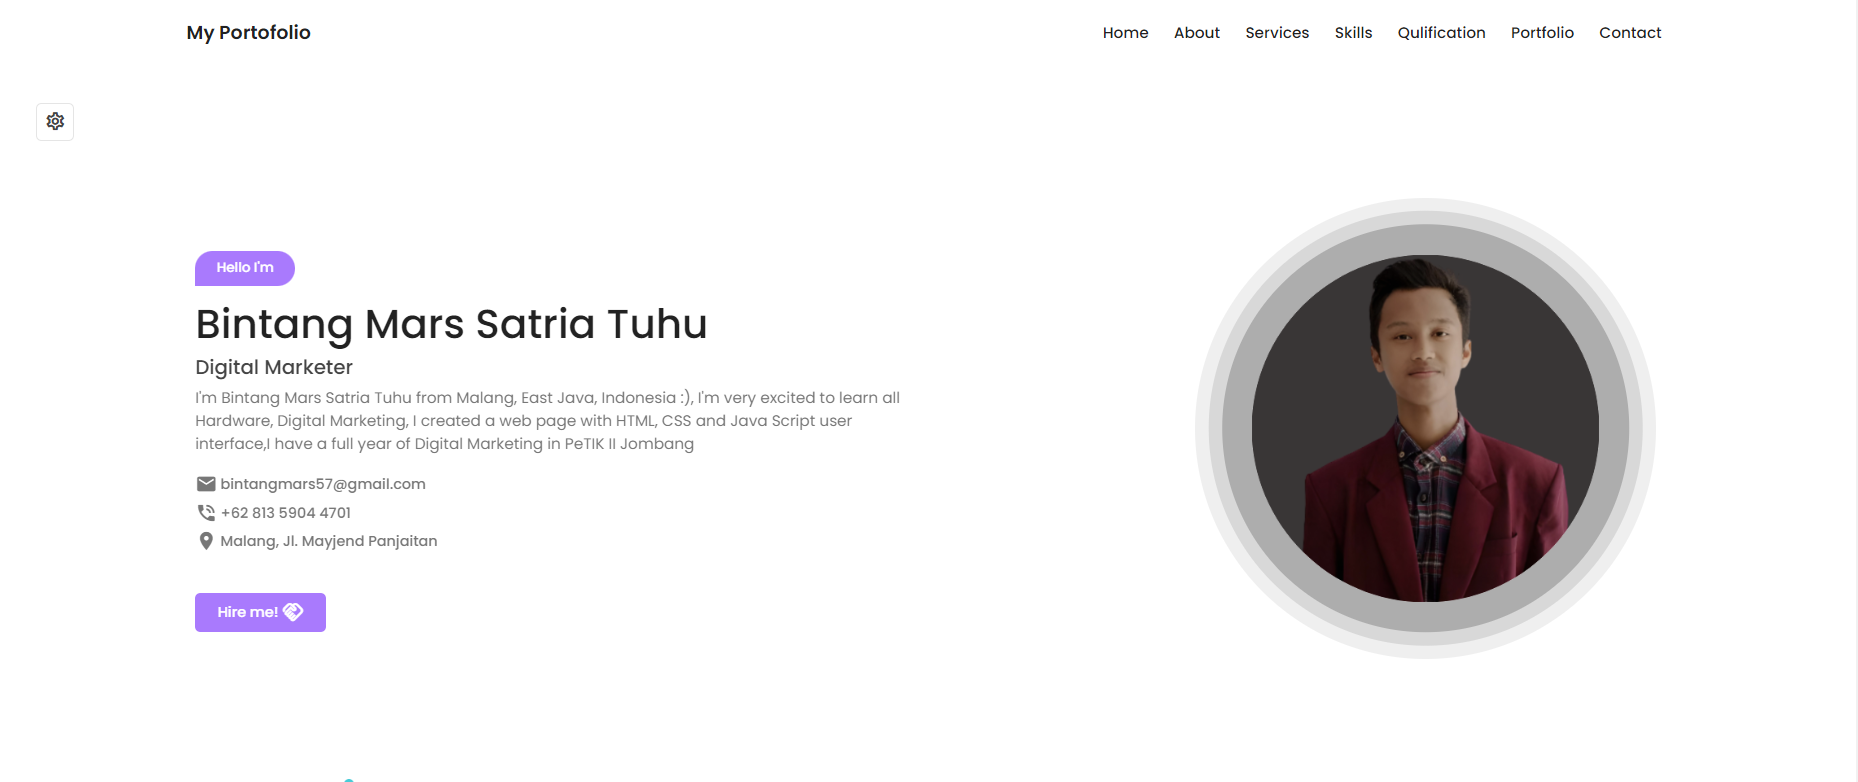 My Portofolio
Home About Services Skills Qulification Portfolio Contact
Hello I'm
Bintang Mars Satria Tuhu
Digital Marketer
I'm Bintang Mars Satria Tuhu from Malang, East Java, Indonesia :), I'm very excited to learn all
Hardware, Digital Marketing, I created a web page with HTML, CSS and Java Script user
interface,I have a full year of Digital Marketing in PeTIK II Jombang
bintangmars57@gmail.com
+62 813 5904 4701
Malang, Jl. Mayjend Panjaitan
Hire me!